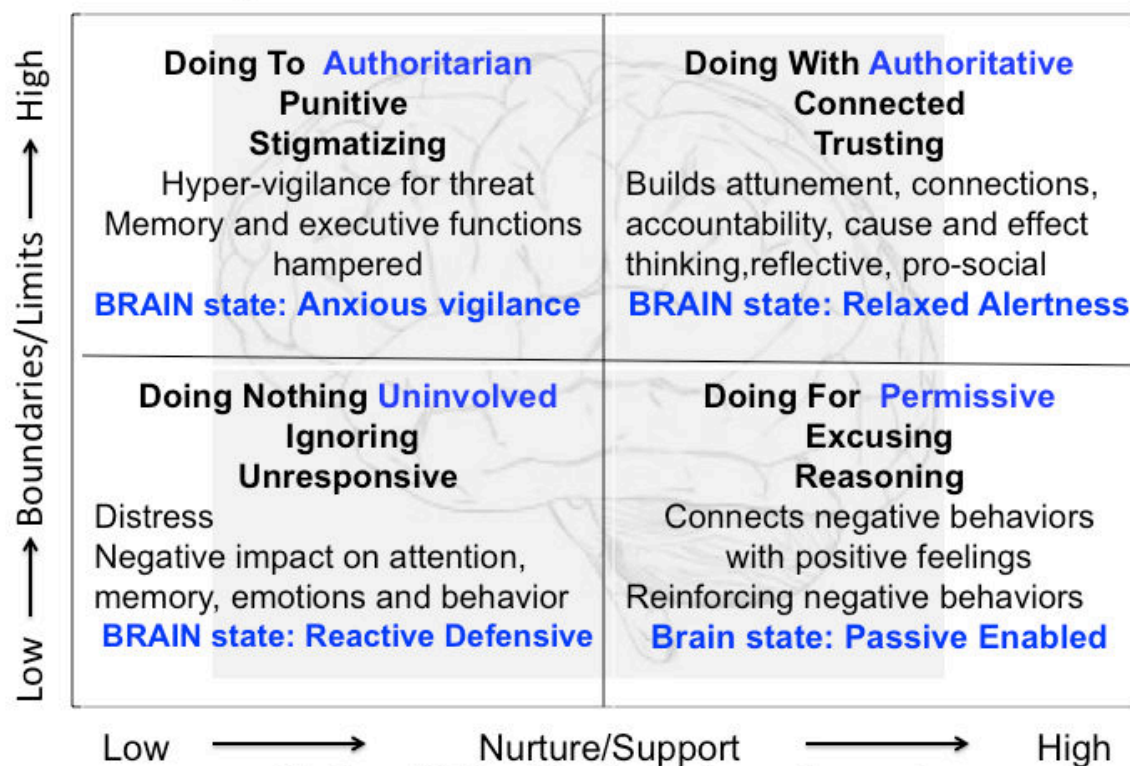 Doing To Authoritarian
Punitive
Stigmatizing
Hyper-vigilance for threat
Memory and executive functions
hampered
BRAIN state: Anxious vigilance
Doing With Authoritative
Connected
Trusting
Builds attunement, connections,
accountability, cause and effect
thinking,reflective, pro-social
BRAIN state: Relaxed Alertness
Doing Nothing Uninvolved
Ignoring
Unresponsive
Distress
Negative impact on attention,
memory, emotions and behavior
BRAIN state: Reactive Defensive
Doing For Permissive
Excusing
Reasoning
Connects negative behaviors
with positive feelings
Reinforcing negative behaviors
Brain state: Passive Enabled
Low → Boundaries/Limits → High
Low → Nurture/Support → High